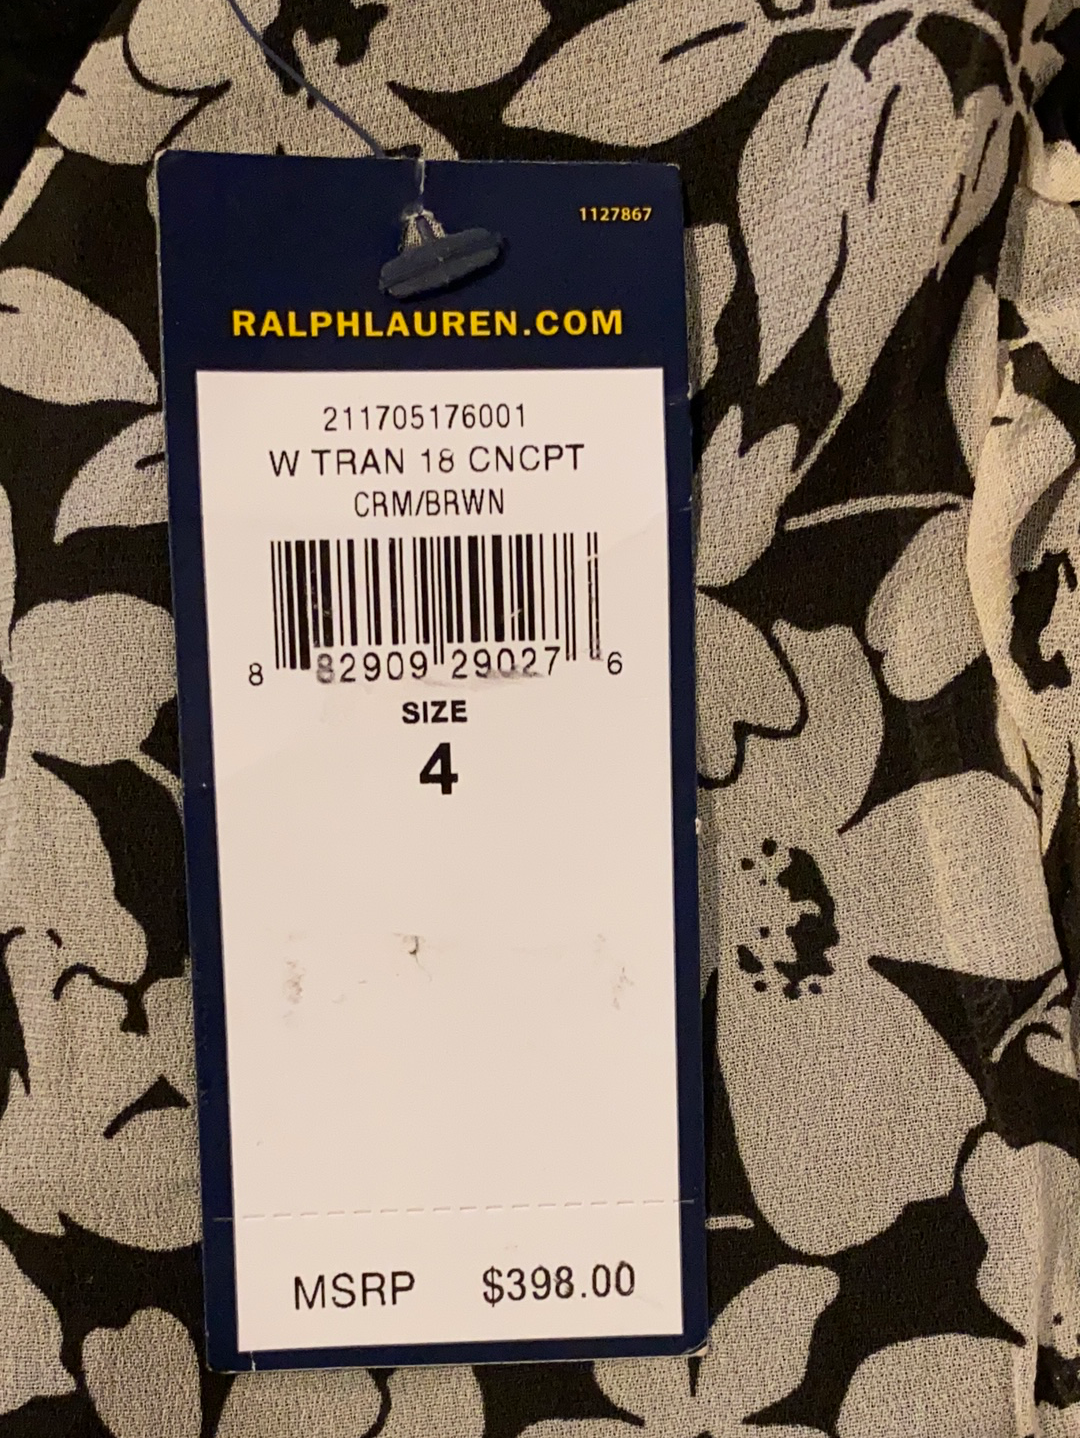 1127867
RALPHLAUREN.COM
211705176001
W TRAN 18 CNCPT
CRM/BRWN
8 82909 29027 6
SIZE
4
MSRP $398.00